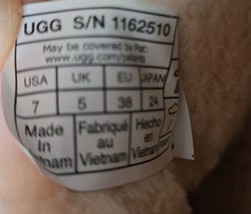 UGG S/N 1162510
May be covered by Pat:
www.ugg.com/patents
USA UK EU JAPAN
7 5 38 24
Made Fabriqué Hecho
In au en
nam Vietnam Vietnam